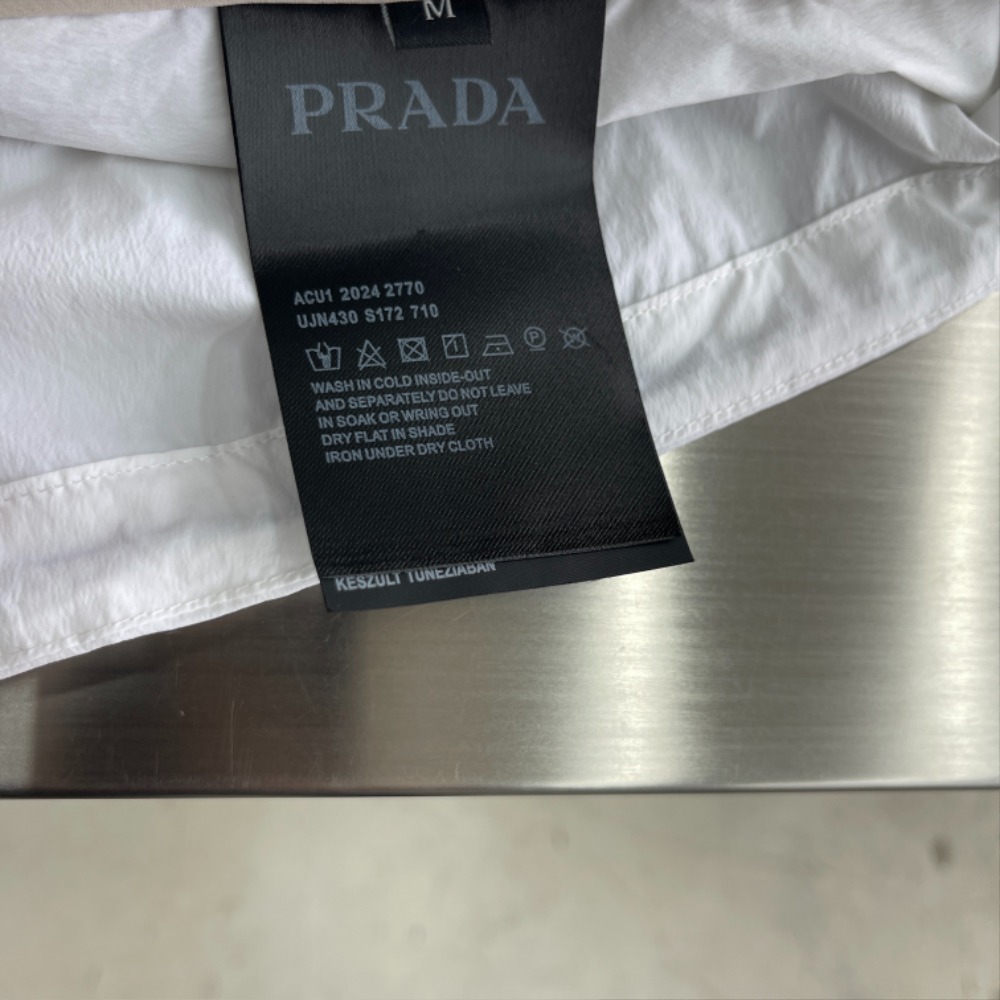 M
PRADA
ACU1 2024 2770
UJN430 S172 710
WASH IN COLD INSIDE-OUT
AND SEPARATELY DO NOT LEAVE
IN SOAK OR WRING OUT
DRY FLAT IN SHADE
IRON UNDER DRY CLOTH
KESZULT TUNEZIABAN